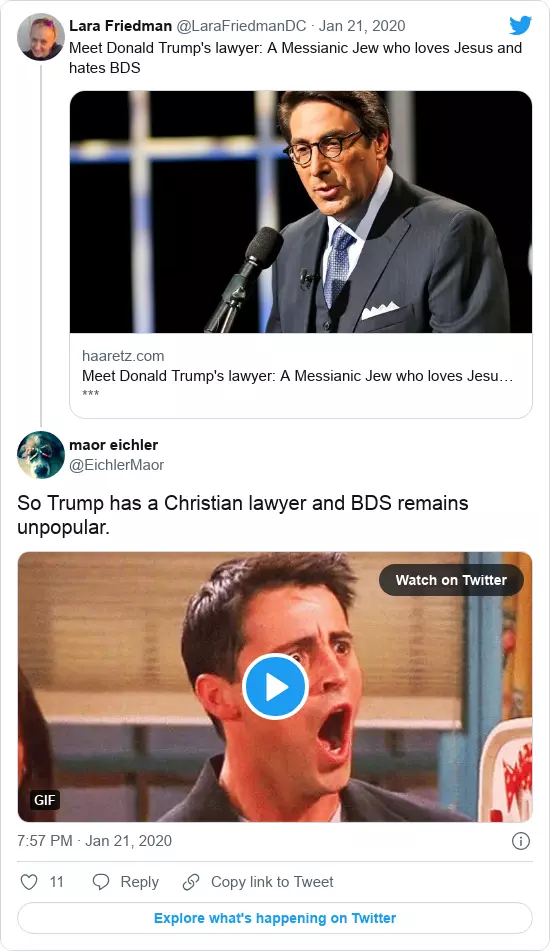 Lara Friedman @LaraFriedmanDC · Jan 21, 2020
Meet Donald Trump's lawyer: A Messianic Jew who loves Jesus and
hates BDS
haaretz.com
Meet Donald Trump's lawyer: A Messianic Jew who loves Jesu…
***
maor eichler
@EichlerMaor
So Trump has a Christian lawyer and BDS remains
unpopular.
Watch on Twitter
GIF
7:57 PM · Jan 21, 2020
11 Reply Copy link to Tweet
Explore what's happening on Twitter